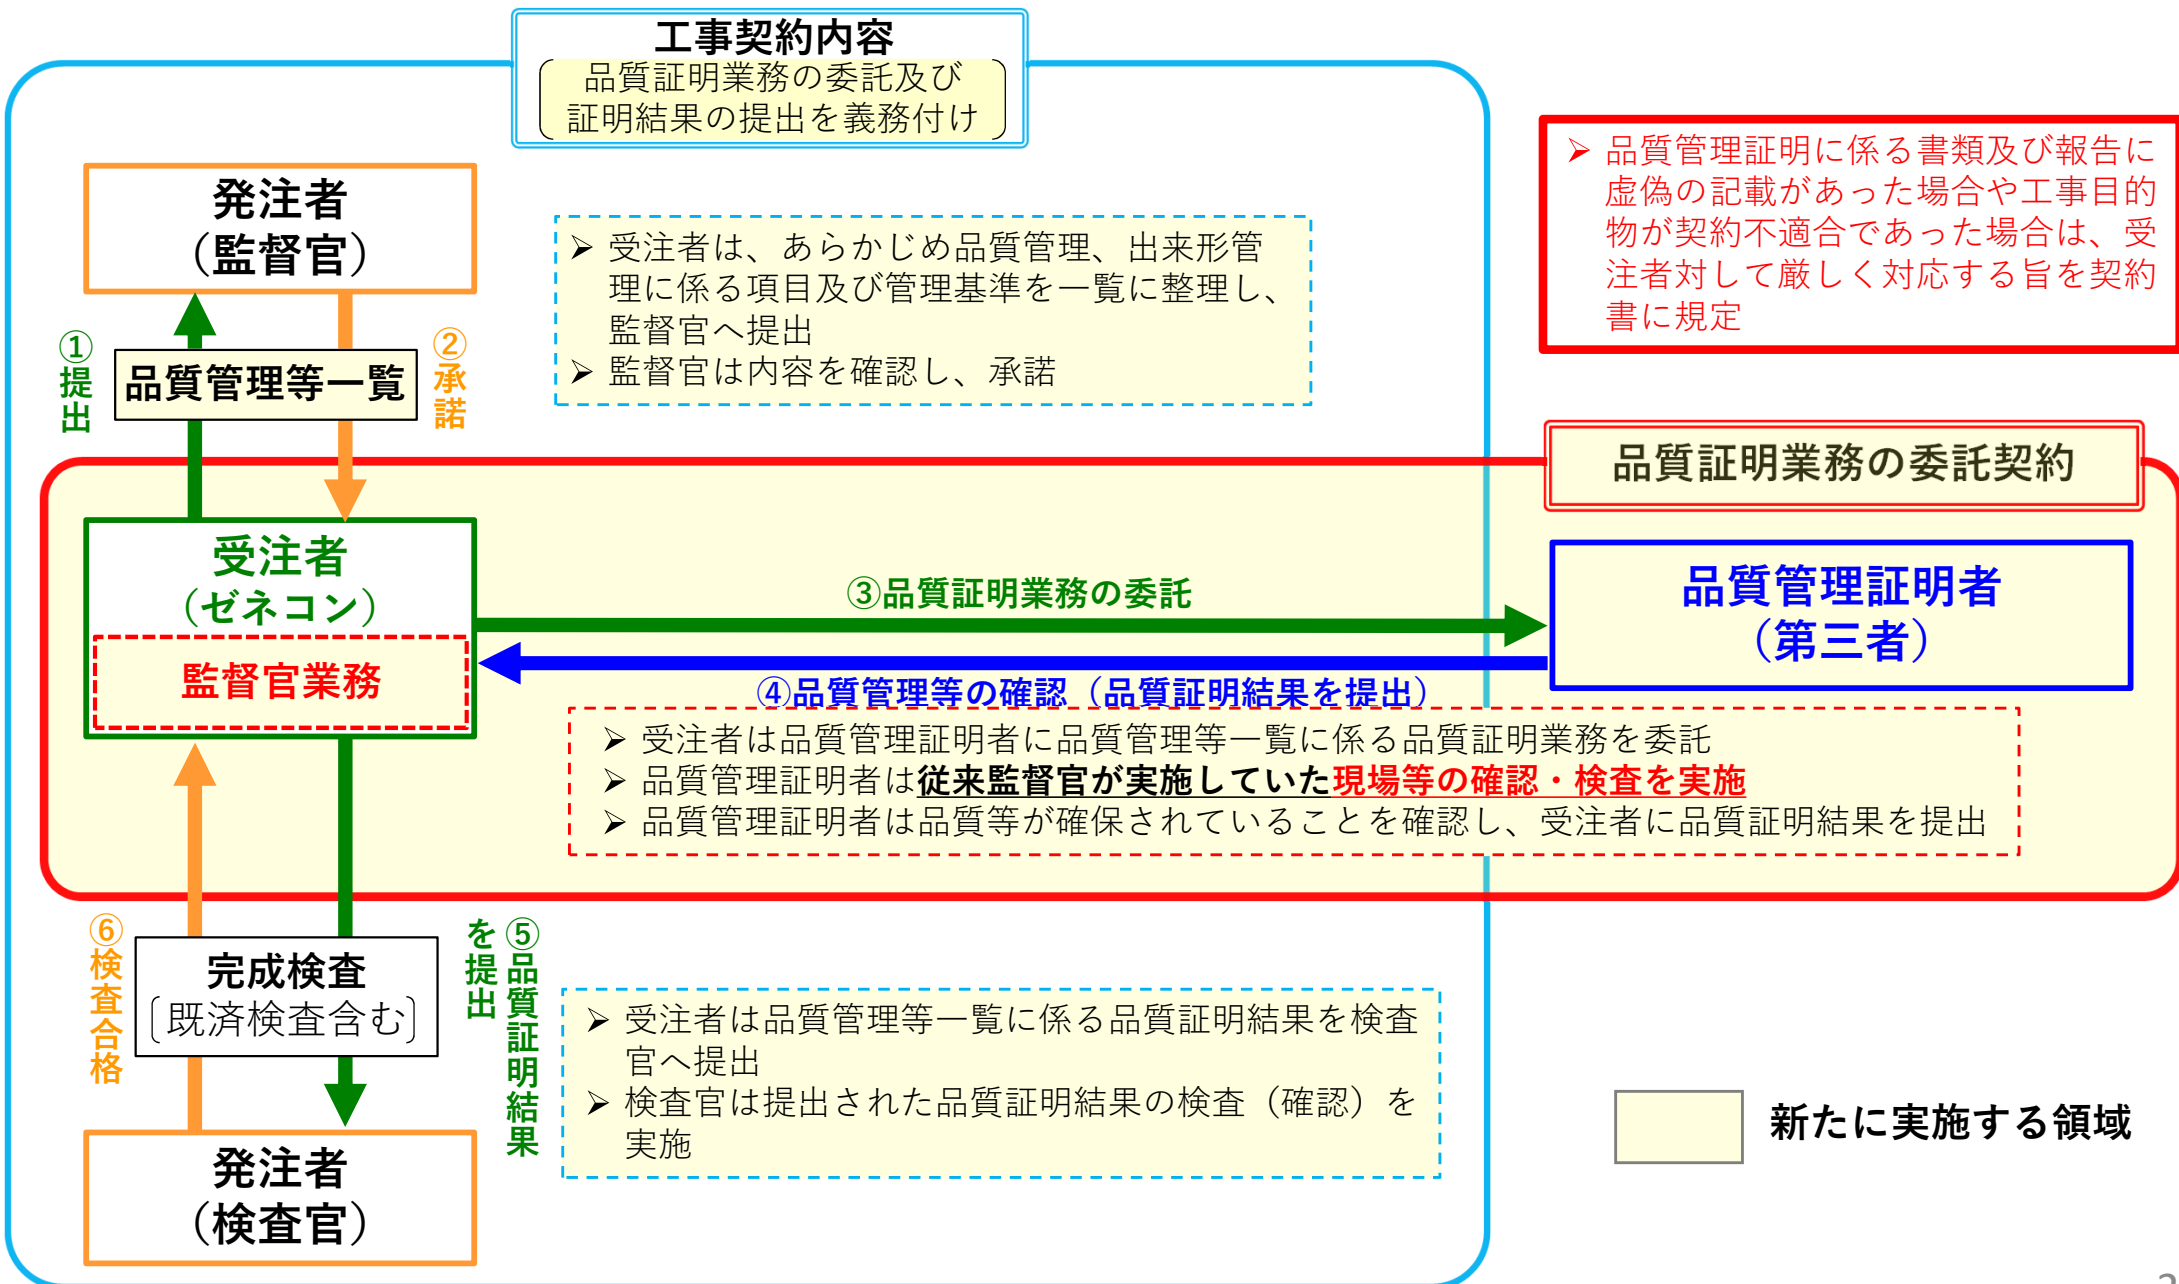 工事契約内容
品質証明業務の委託及び
証明結果の提出を義務付け
発注者
（監督官）
①提出
品質管理等一覧
②承諾
➢ 受注者は、あらかじめ品質管理、出来形管
理に係る項目及び管理基準を一覧に整理し、
監督官へ提出
➢ 監督官は内容を確認し、承諾
➢ 品質管理証明に係る書類及び報告に
虚偽の記載があった場合や工事目的
物が契約不適合であった場合は、受
注者対して厳しく対応する旨を契約
書に規定
品質証明業務の委託契約
受注者
（ゼネコン）
監督官業務
③品質証明業務の委託
品質管理証明者
（第三者）
④品質管理等の確認（品質証明結果を提出）
➢ 受注者は品質管理証明者に品質管理等一覧に係る品質証明業務を委託
➢ 品質管理証明者は従来監督官が実施していた現場等の確認・検査を実施
➢ 品質管理証明者は品質等が確保されていることを確認し、受注者に品質証明結果を提出
⑥検査合格
完成検査
〔既済検査含む〕
⑤品質証明結果
を提出
➢ 受注者は品質管理等一覧に係る品質証明結果を検査
官へ提出
➢ 検査官は提出された品質証明結果の検査（確認）を
実施
発注者
（検査官）
新たに実施する領域